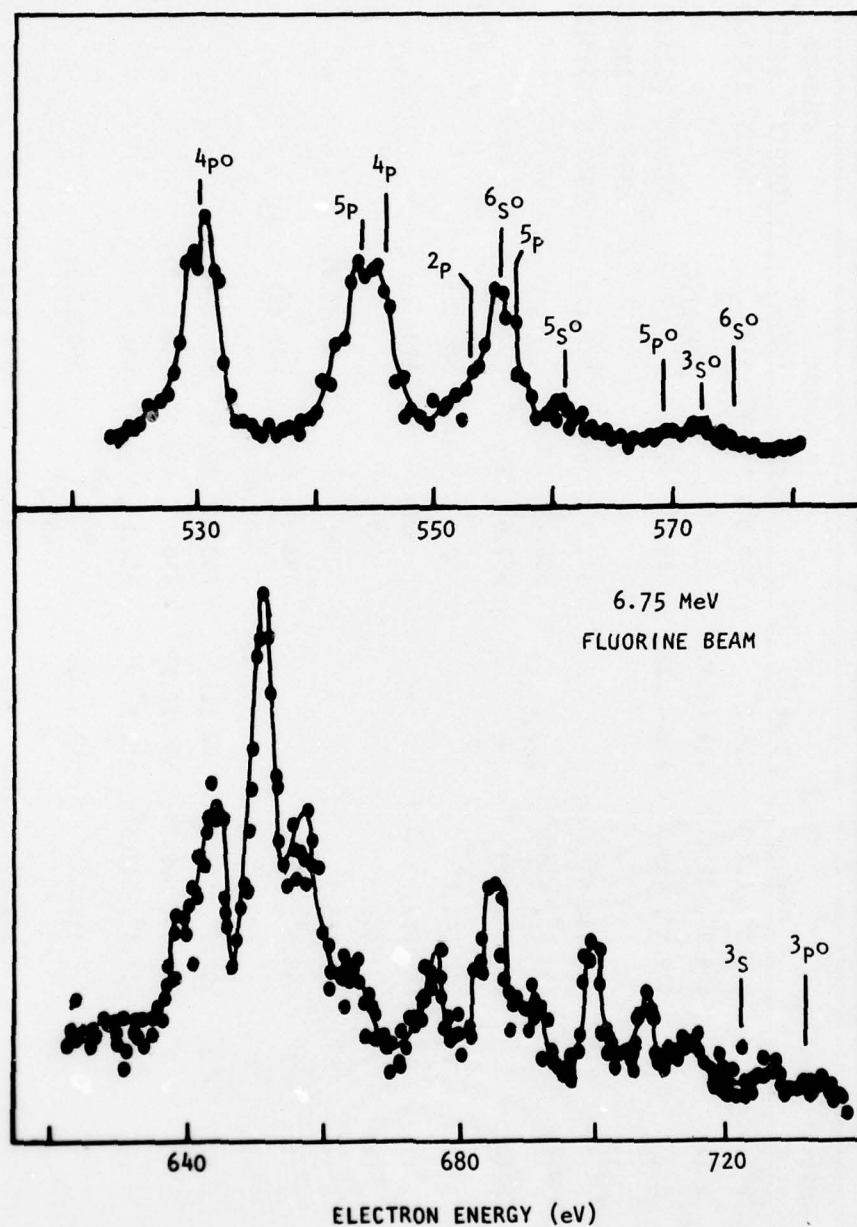 4po
5p
4p
2p
6so
5p
5so
5po
3so
6so
530
550
570
6.75 MeV
FLUORINE BEAM
3s
3po
640
680
720
ELECTRON ENERGY (eV)